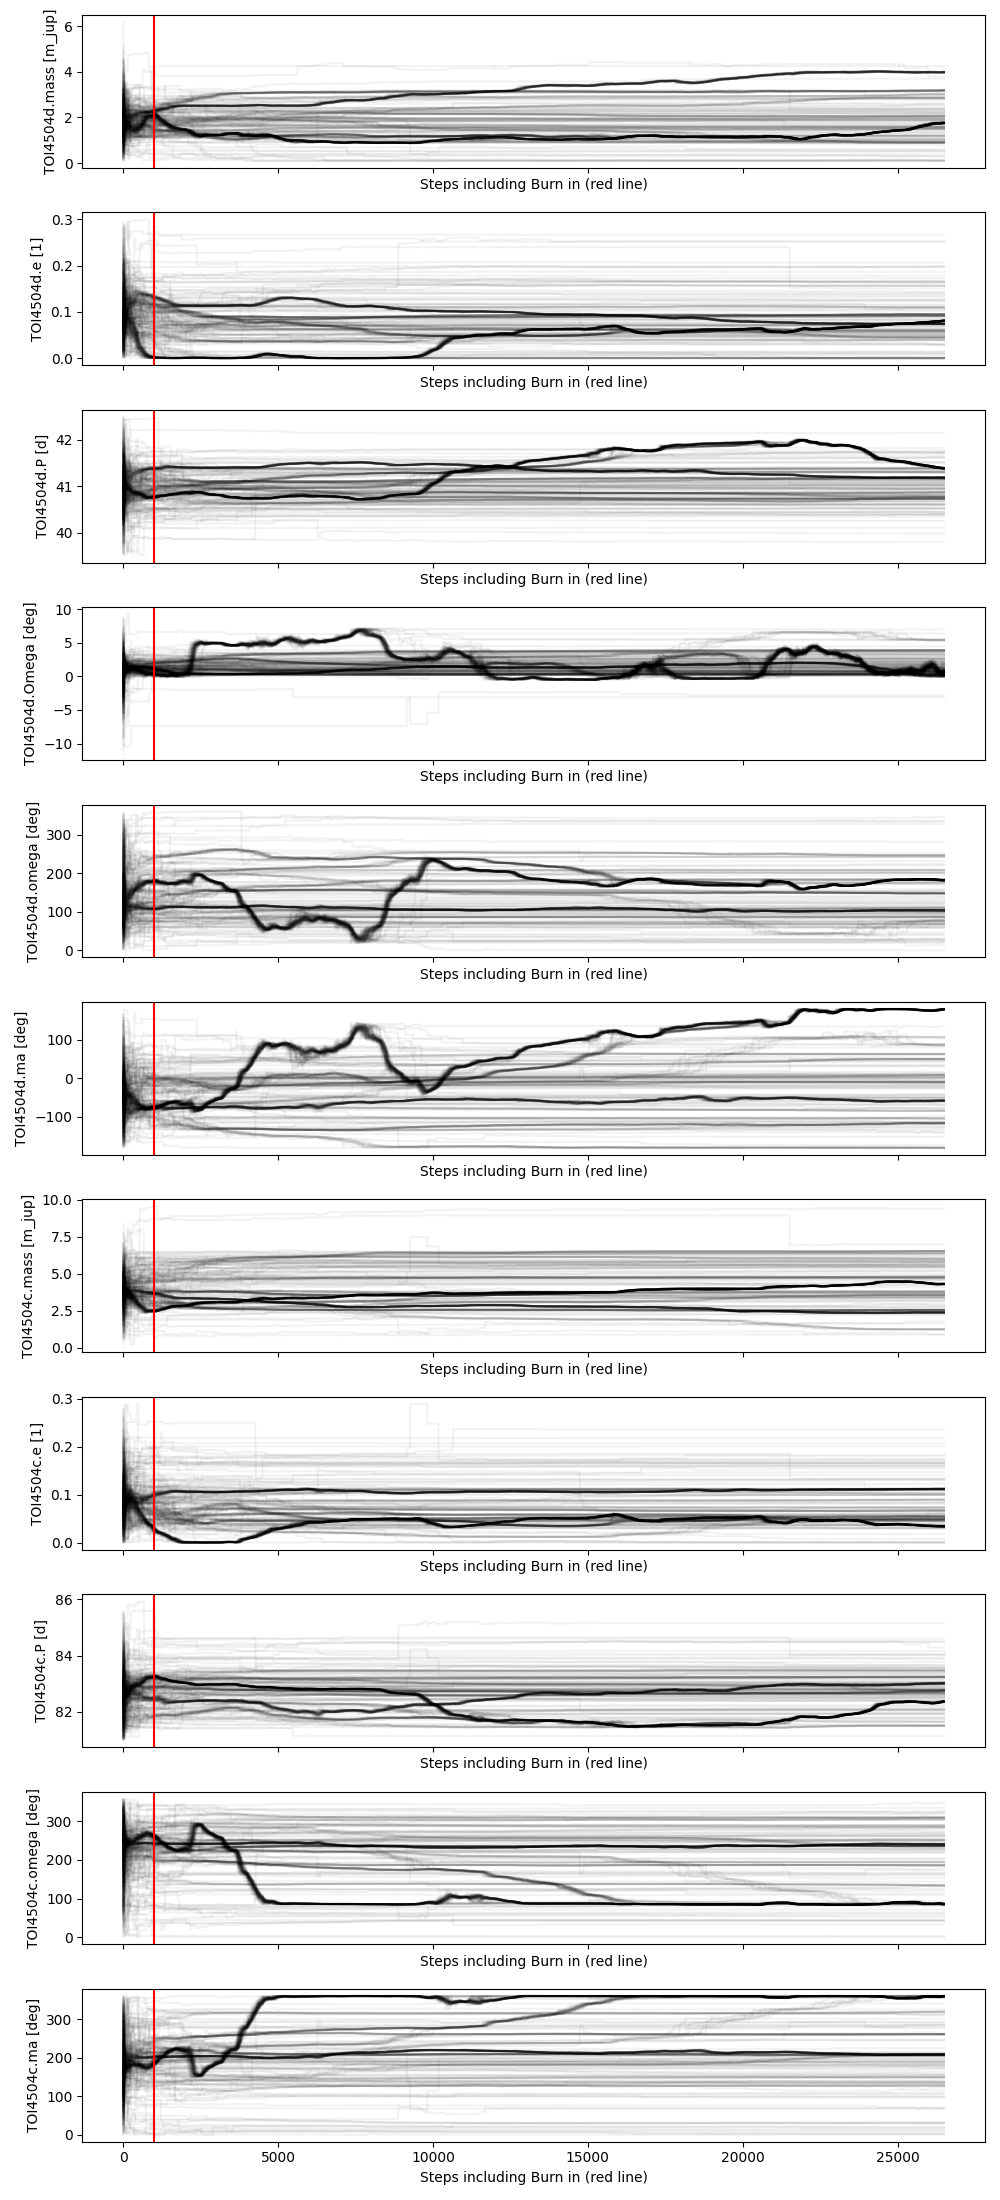 TOI4504d.mass [m_jup]
6
4
2
0
Steps including Burn in (red line)
TOI4504d.e [1]
0.3
0.2
0.1
0.0
Steps including Burn in (red line)
TOI4504d.P [d]
42
41
40
Steps including Burn in (red line)
TOI4504d.Omega [deg]
10
5
0
−5
−10
Steps including Burn in (red line)
TOI4504d.omega [deg]
300
200
100
0
Steps including Burn in (red line)
TOI4504d.ma [deg]
100
0
−100
Steps including Burn in (red line)
TOI4504c.mass [m_jup]
10.0
7.5
5.0
2.5
0.0
Steps including Burn in (red line)
TOI4504c.e [1]
0.3
0.2
0.1
0.0
Steps including Burn in (red line)
TOI4504c.P [d]
86
84
82
Steps including Burn in (red line)
TOI4504c.omega [deg]
300
200
100
0
Steps including Burn in (red line)
TOI4504c.ma [deg]
300
200
100
0
0 5000 10000 15000 20000 25000
Steps including Burn in (red line)